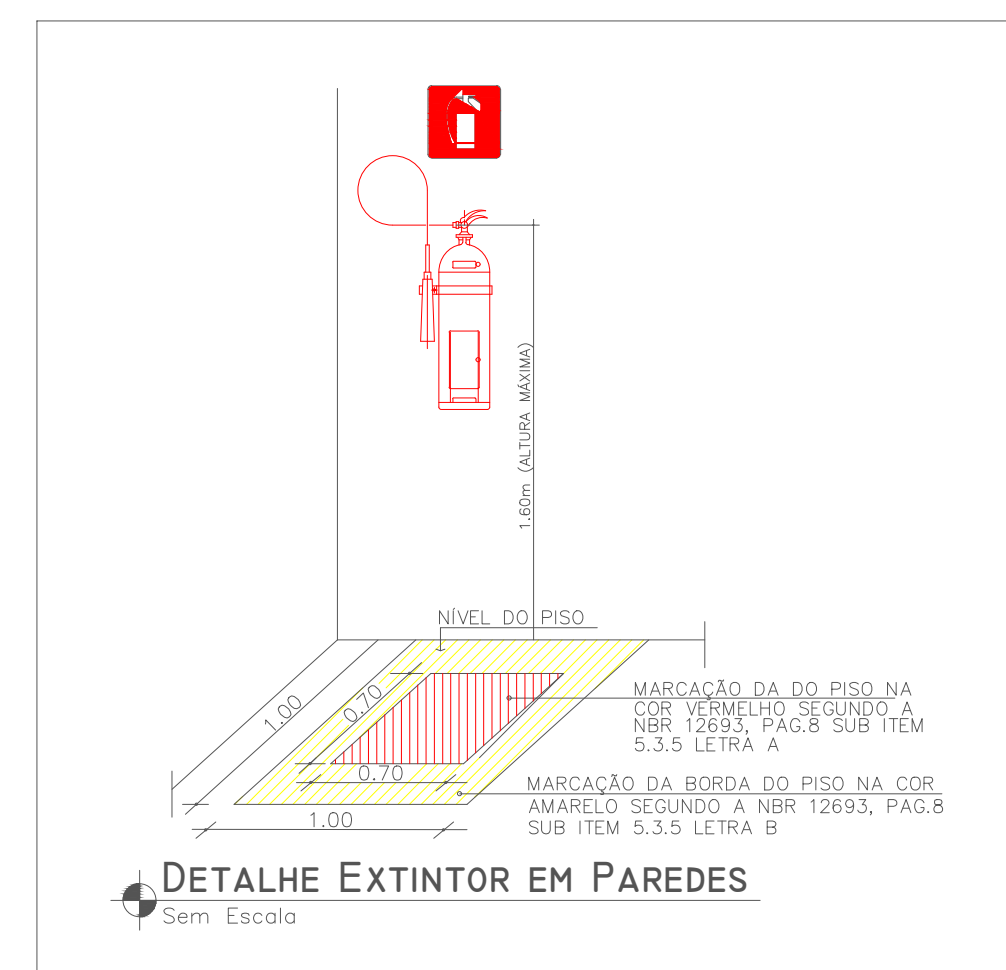 1.60m (ALTURA MÁXIMA)
NÍVEL DO PISO
1.00
0.70
0.70
1.00
MARCAÇÃO DA DO PISO NA
COR VERMELHO SEGUNDO A
NBR 12693, PAG.8 SUB ITEM
5.3.5 LETRA A
MARCAÇÃO DA BORDA DO PISO NA COR
AMARELO SEGUNDO A NBR 12693, PAG.8
SUB ITEM 5.3.5 LETRA B
DETALHE EXTINTOR EM PAREDES
Sem Escala